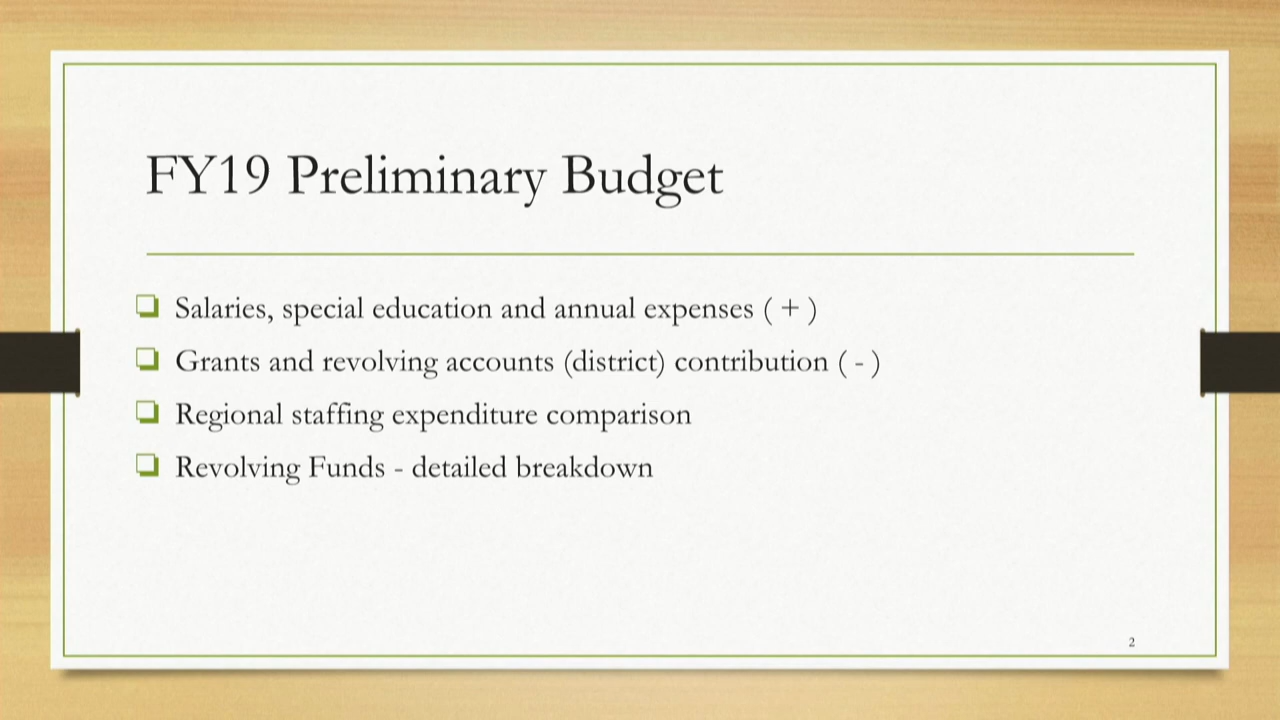 FY19 Preliminary Budget
Salaries, special education and annual expenses ( + )
Grants and revolving accounts (district) contribution ( - )
Regional staffing expenditure comparison
Revolving Funds - detailed breakdown
2